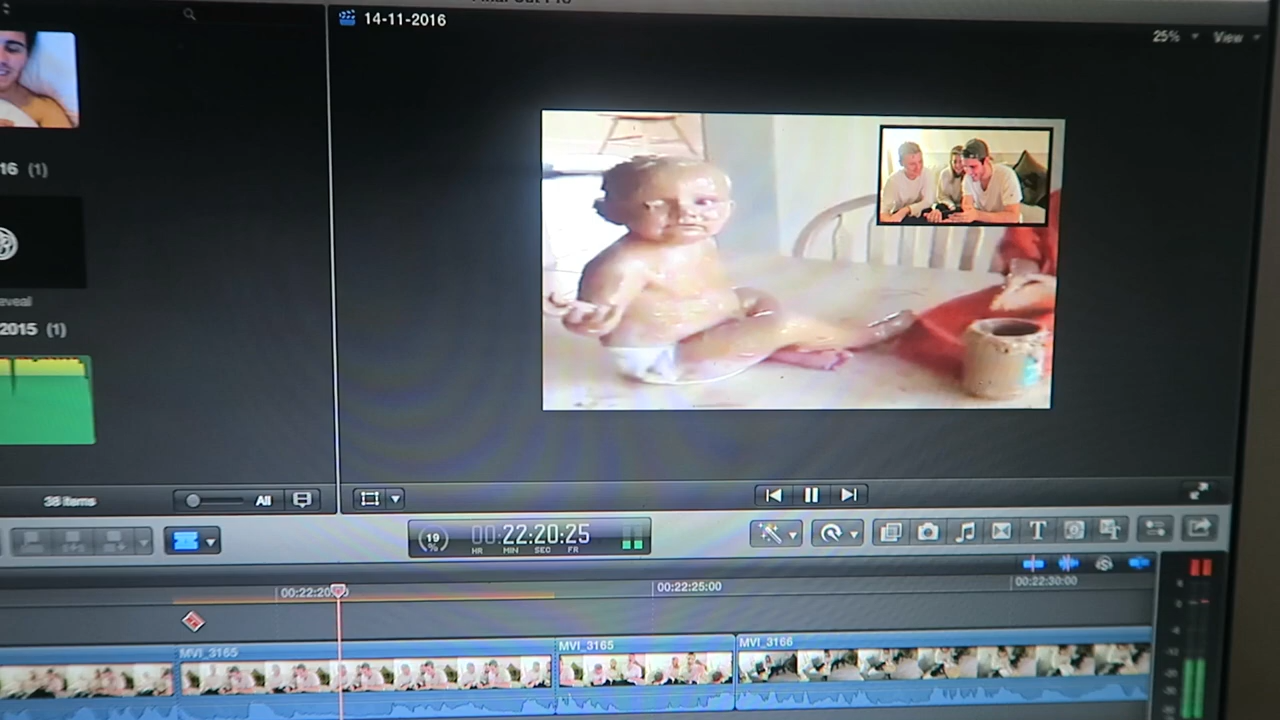 14-11-2016
25%
View
16 (1)
eveal
2015 (1)
38 items
All
19
%
00:22:20:25
HR MIN SEC FR
T
T
00:22:20
00:22:25:00
00:22:30:00
MVI_3165
MVI_3165
MVI_3166